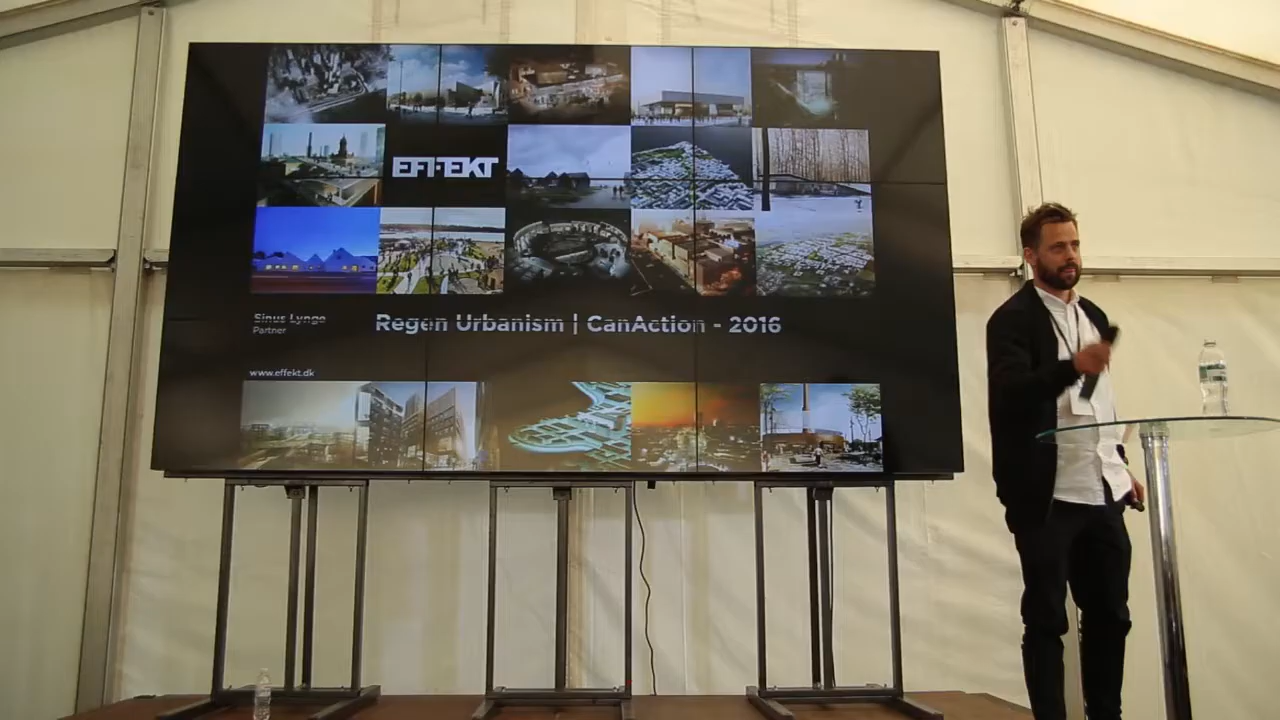 EFFEKT
Sinus Lynge
Partner
Regen Urbanism | CanAction - 2016
www.effekt.dk